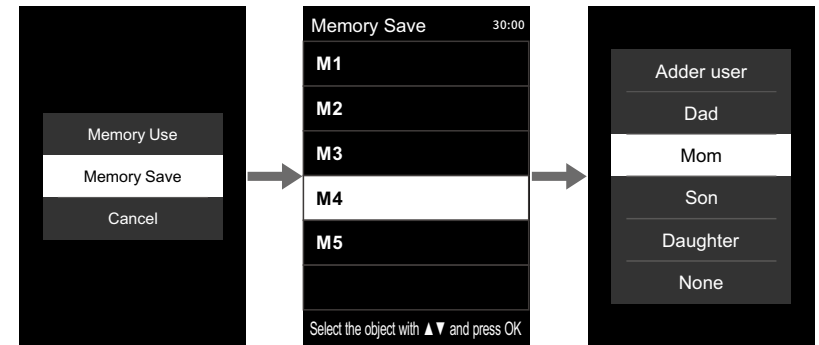 Memory Use
Memory Save
Cancel
Memory Save 30:00
M1
M2
M3
M4
M5
Select the object with ▲▼ and press OK
Adder user
Dad
Mom
Son
Daughter
None